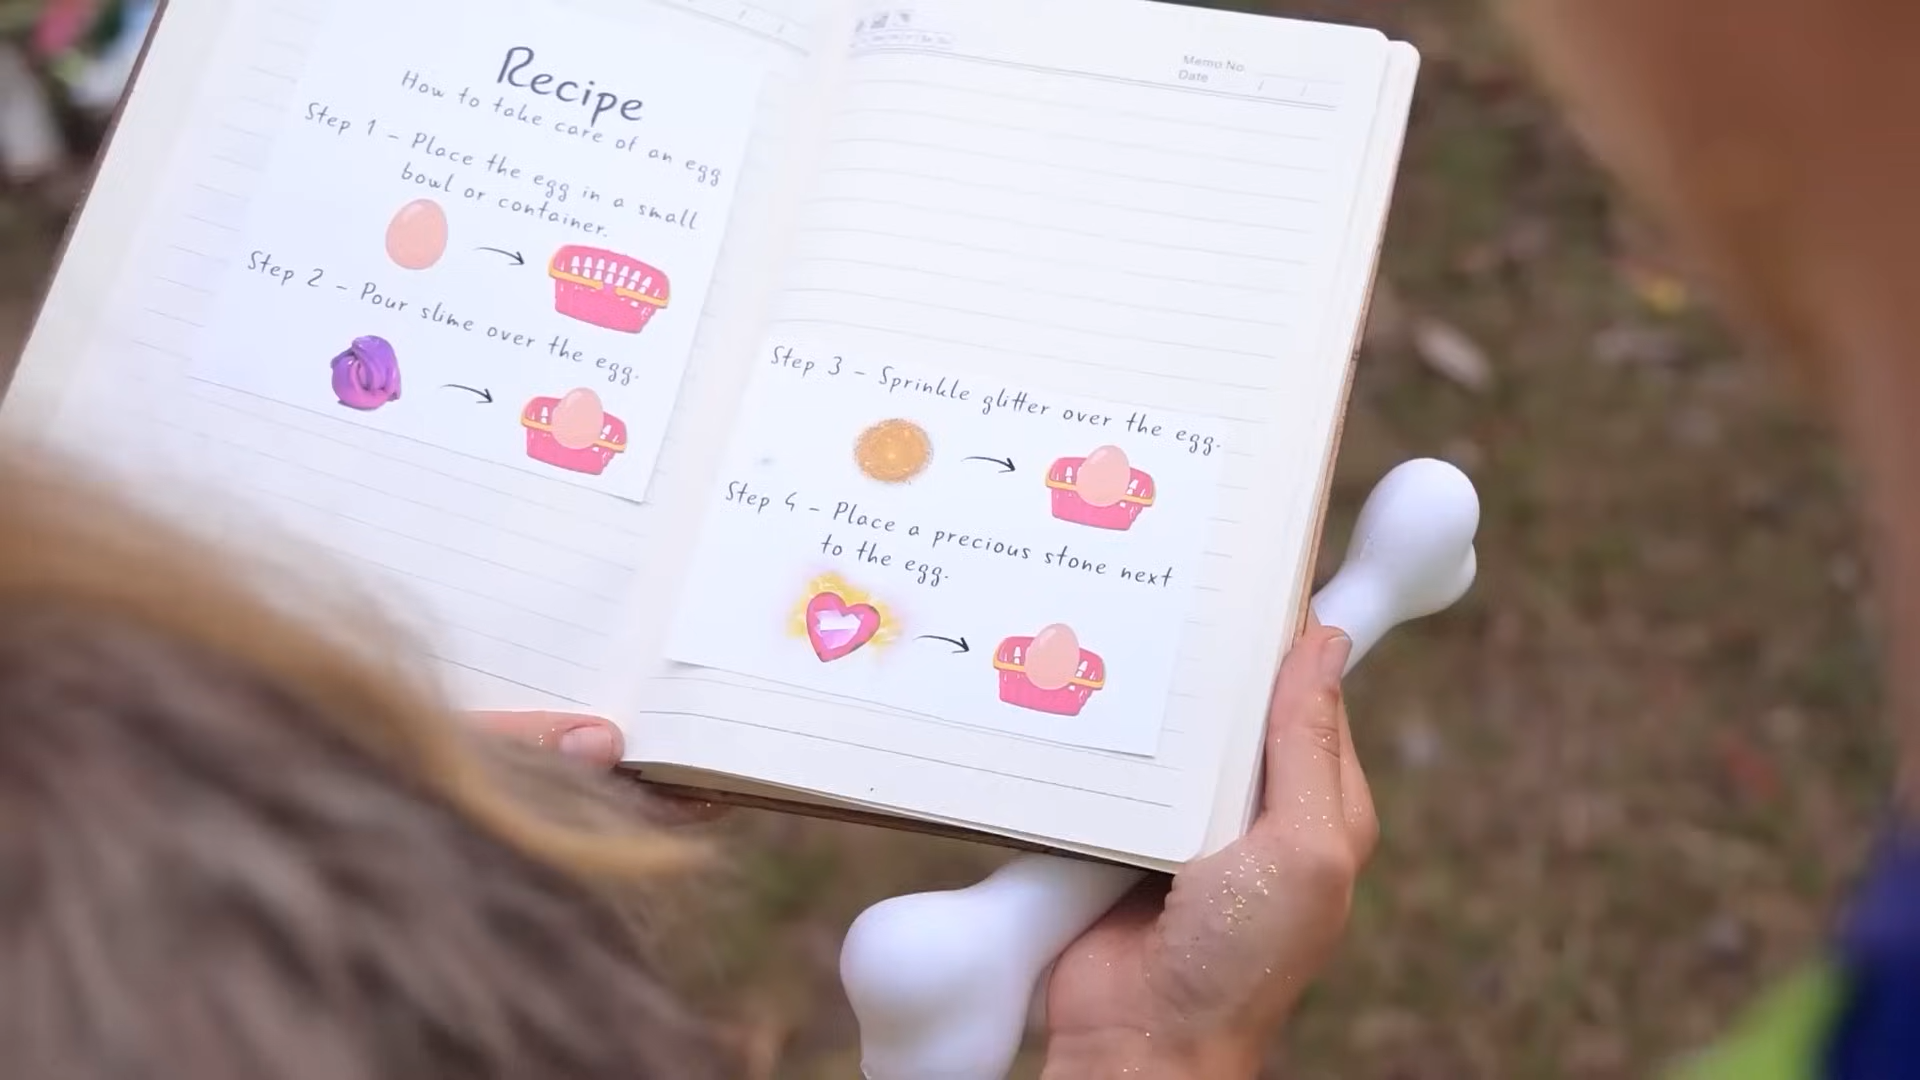 Recipe
How to take care of an egg
Step 1 - Place the egg in a small
bowl or container.
Step 2 - Pour slime over the egg.
Memo No.
Date / /
Step 3 - Sprinkle glitter over the egg.
Step 4 - Place a precious stone next
to the egg.